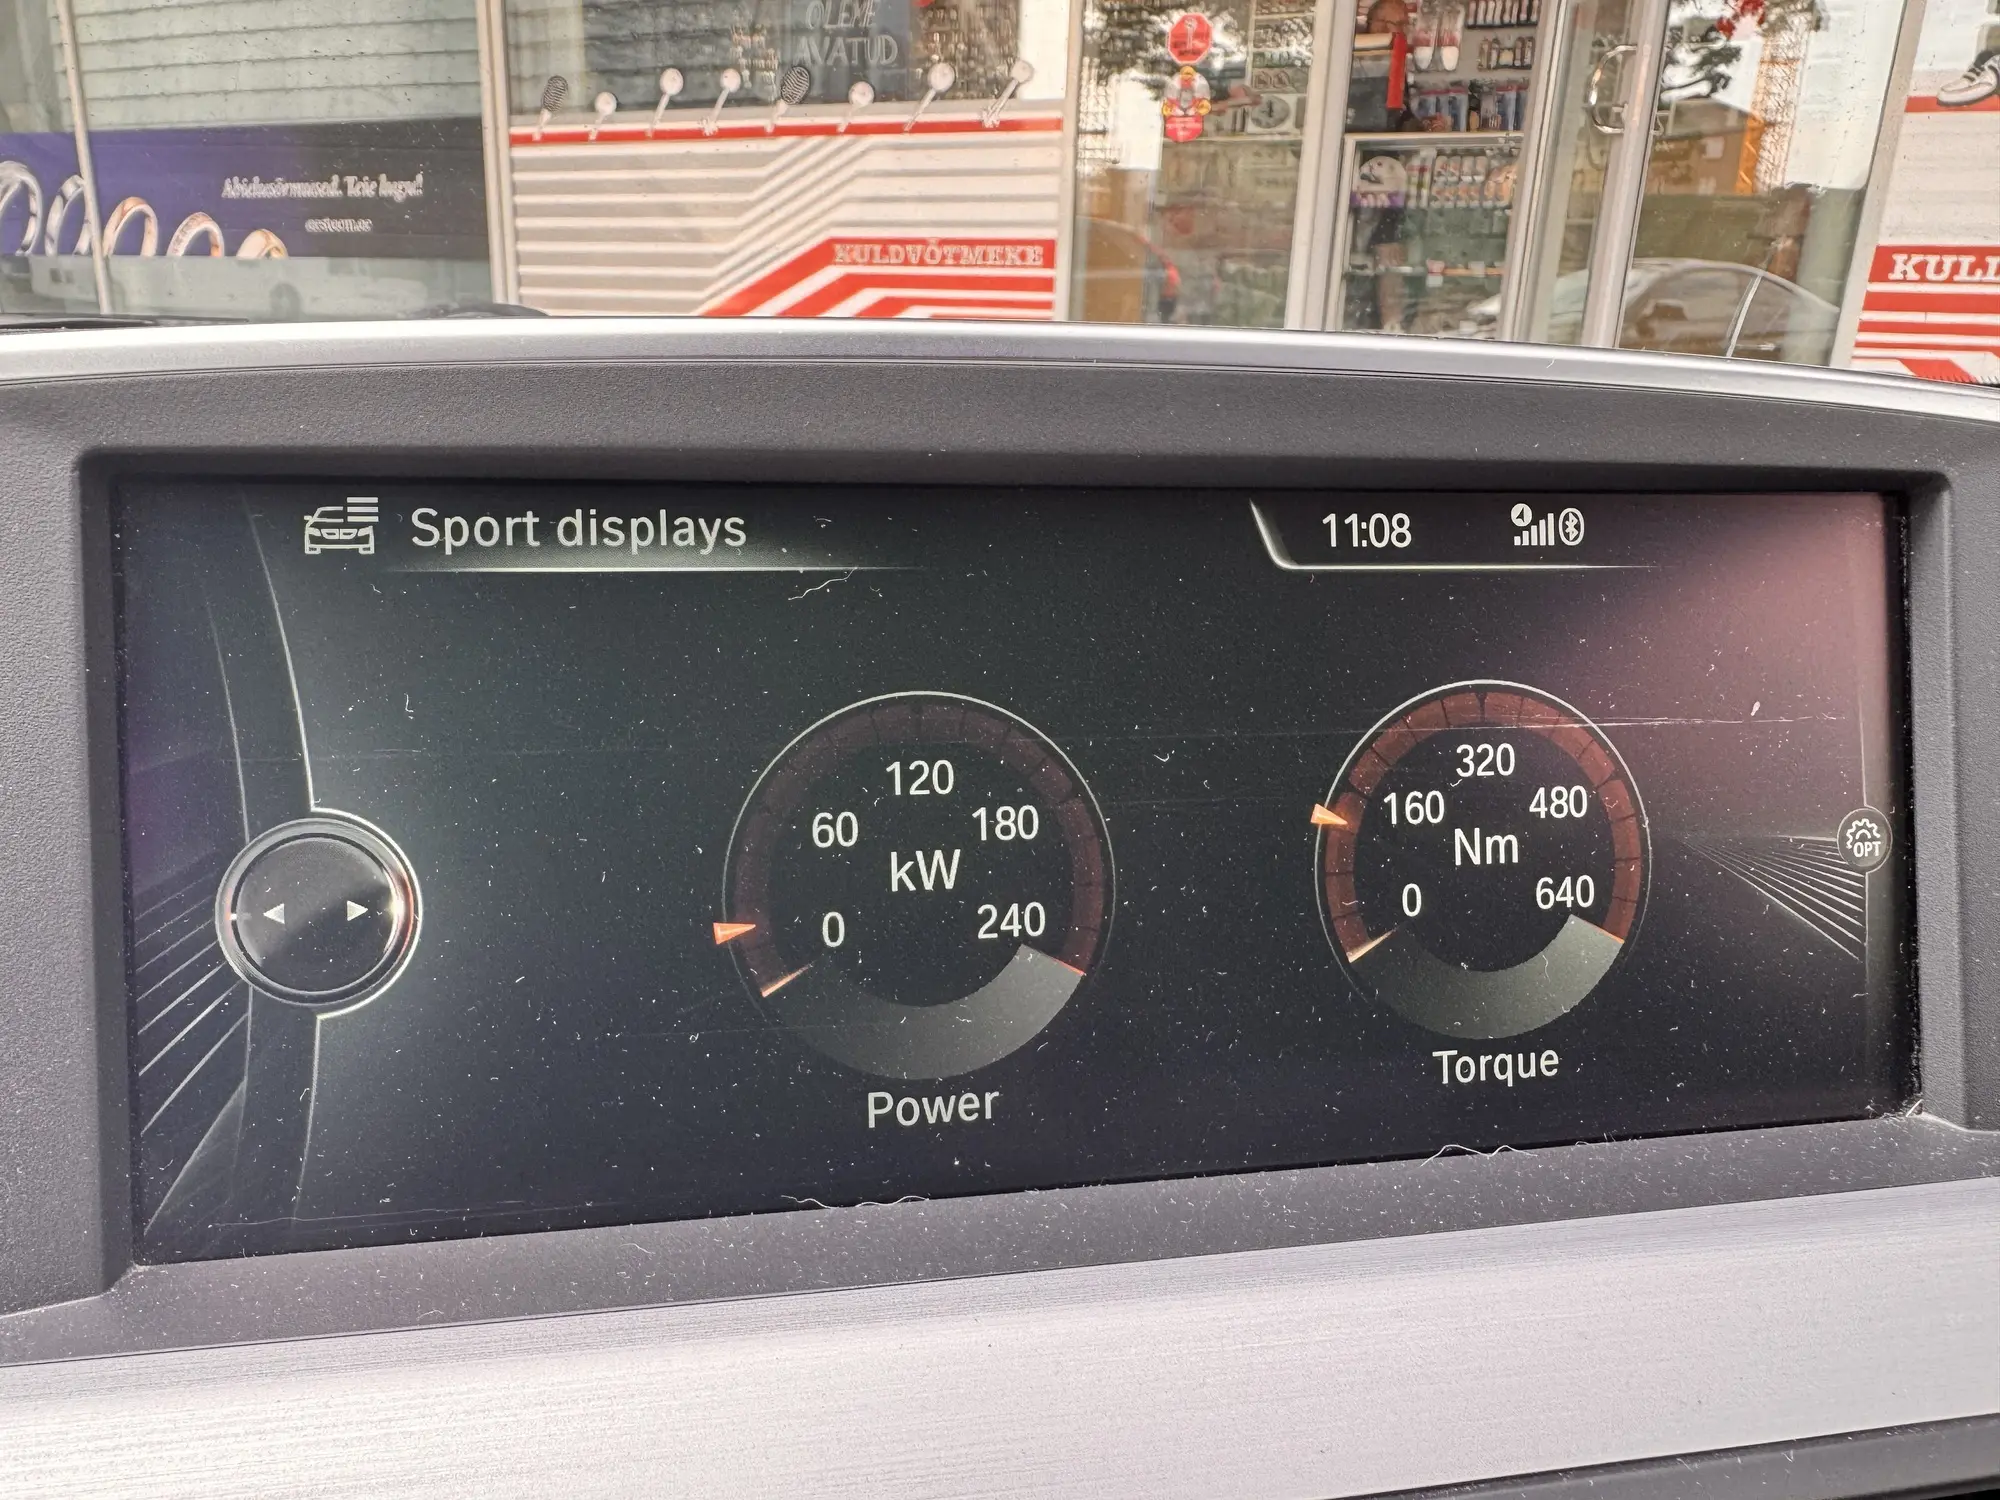 OLEME
AVATUD
Abielusõrmused. Teie lugu!
KULDVÕTMEKE
KULD
Sport displays
11:08
120
60
180
kW
0
240
Power
320
160
480
Nm
0
640
Torque
OPT